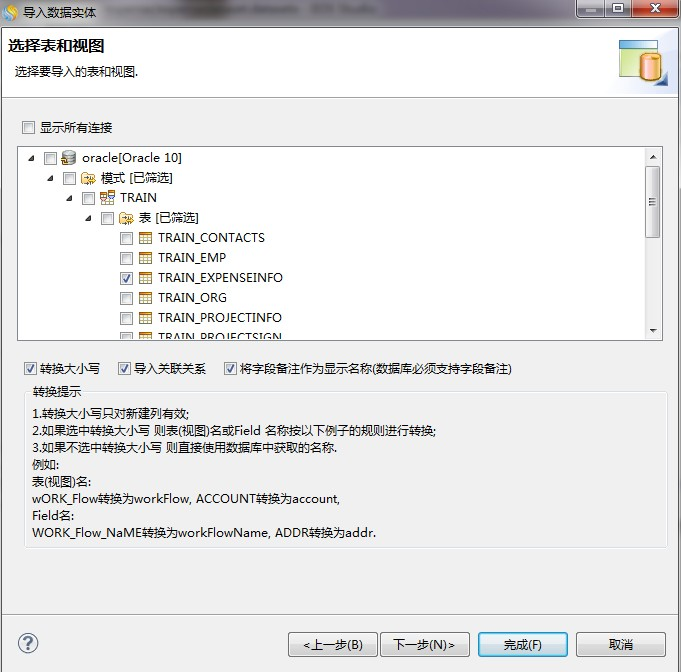 导入数据实体
选择表和视图
选择要导入的表和视图.
显示所有连接
oracle[Oracle 10]
模式 [已筛选]
TRAIN
表 [已筛选]
TRAIN_CONTACTS
TRAIN_EMP
TRAIN_EXPENSEINFO
TRAIN_ORG
TRAIN_PROJECTINFO
TRAIN_PROJECTSIGN
转换大小写 导入关联关系 将字段备注作为显示名称(数据库必须支持字段备注)
转换提示
1.转换大小写只对新建列有效;
2.如果选中转换大小写 则表(视图)名或Field 名称按以下例子的规则进行转换;
3.如果不选中转换大小写 则直接使用数据库中获取的名称.
例如:
表(视图)名:
wORK_Flow转换为workFlow, ACCOUNT转换为account,
Field名:
WORK_Flow_NaME转换为workFlowName, ADDR转换为addr.
<上一步(B) 下一步(N)> 完成(F) 取消